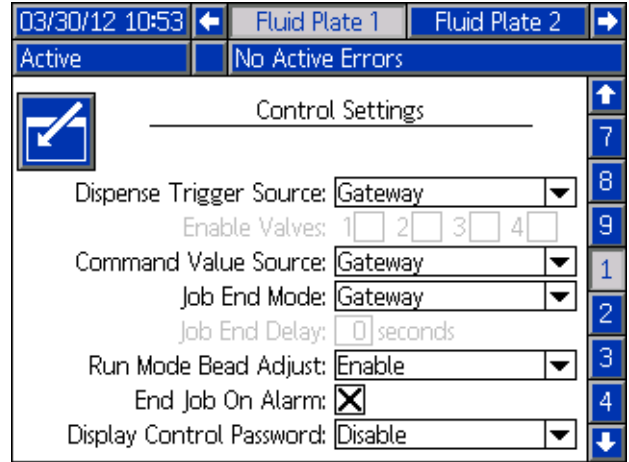 03/30/12 10:53 Fluid Plate 1 Fluid Plate 2
Active No Active Errors
Control Settings
7
8
9
1
2
3
4
Dispense Trigger Source: Gateway
Enable Valves: 1 2 3 4
Command Value Source: Gateway
Job End Mode: Gateway
Job End Delay: 0 seconds
Run Mode Bead Adjust: Enable
End Job On Alarm:
Display Control Password: Disable